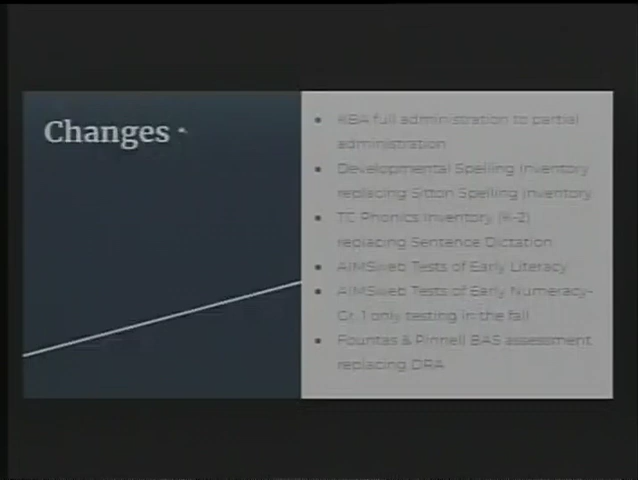 Changes
KBA full administration to partial
administration
Developmental Spelling Inventory
replacing Sitton Spelling Inventory
TC Phonics Inventory (K-2)
replacing Sentence Dictation
AIMSweb Tests of Early Literacy
AIMSweb Tests of Early Numeracy-
Gr. 1 only testing in the fall
Fountas & Pinnell BAS assessment
replacing DRA